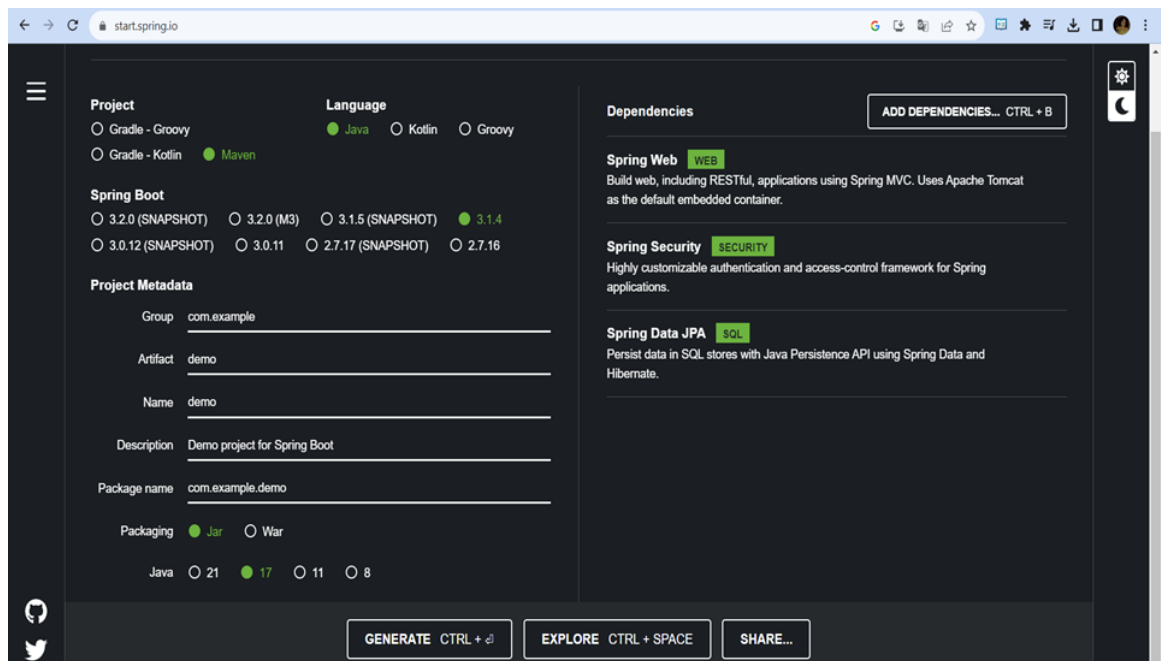 start.spring.io
Project
Gradle - Groovy
Gradle - Kotlin Maven
Language
Java Kotlin Groovy
Spring Boot
3.2.0 (SNAPSHOT) 3.2.0 (M3) 3.1.5 (SNAPSHOT) 3.1.4
3.0.12 (SNAPSHOT) 3.0.11 2.7.17 (SNAPSHOT) 2.7.16
Project Metadata
Group com.example
Artifact demo
Name demo
Description Demo project for Spring Boot
Package name com.example.demo
Packaging Jar War
Java 21 17 11 8
Dependencies
ADD DEPENDENCIES... CTRL + B
Spring Web WEB
Build web, including RESTful, applications using Spring MVC. Uses Apache Tomcat
as the default embedded container.
Spring Security SECURITY
Highly customizable authentication and access-control framework for Spring
applications.
Spring Data JPA SQL
Persist data in SQL stores with Java Persistence API using Spring Data and
Hibernate.
GENERATE CTRL + ⏎ EXPLORE CTRL + SPACE SHARE...